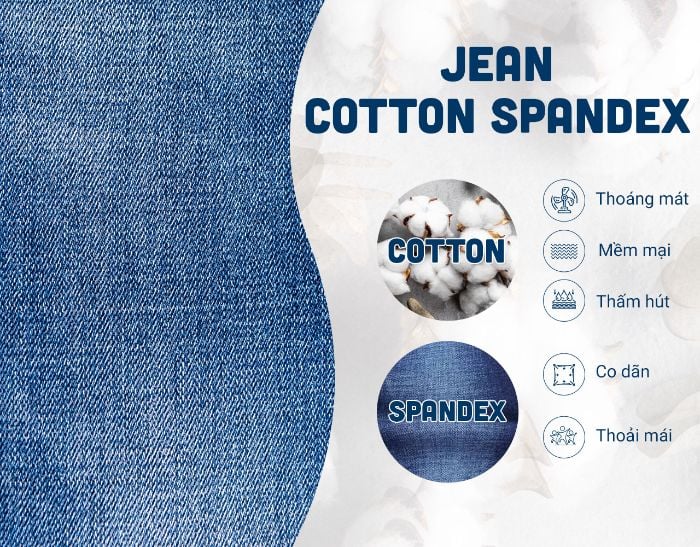 JEAN
COTTON SPANDEX
COTTON
Thoáng mát
Mềm mại
Thấm hút
SPANDEX
Co dãn
Thoải mái